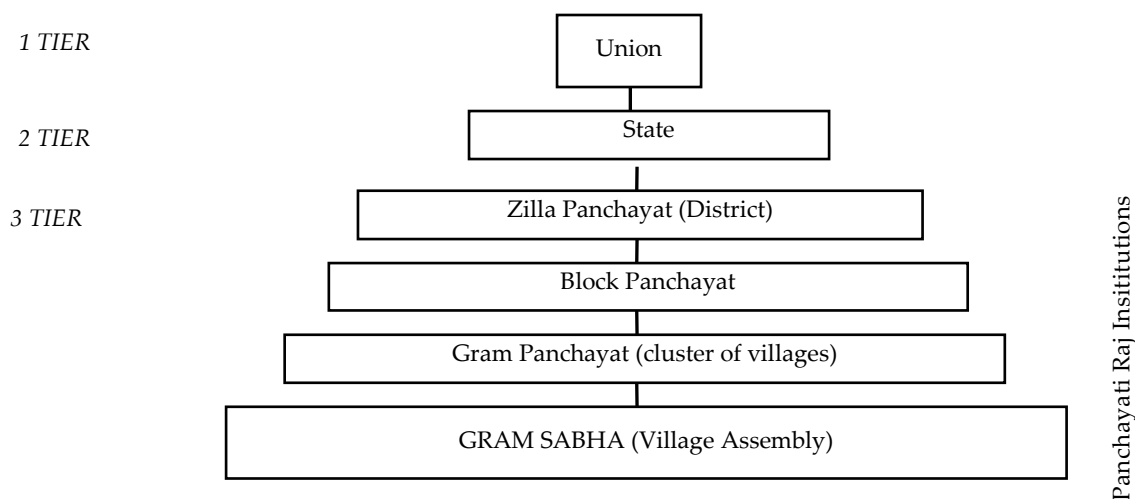 1 TIER
Union
2 TIER
State
3 TIER
Zilla Panchayat (District)
Block Panchayat
Gram Panchayat (cluster of villages)
GRAM SABHA (Village Assembly)
Panchayati Raj Insititutions